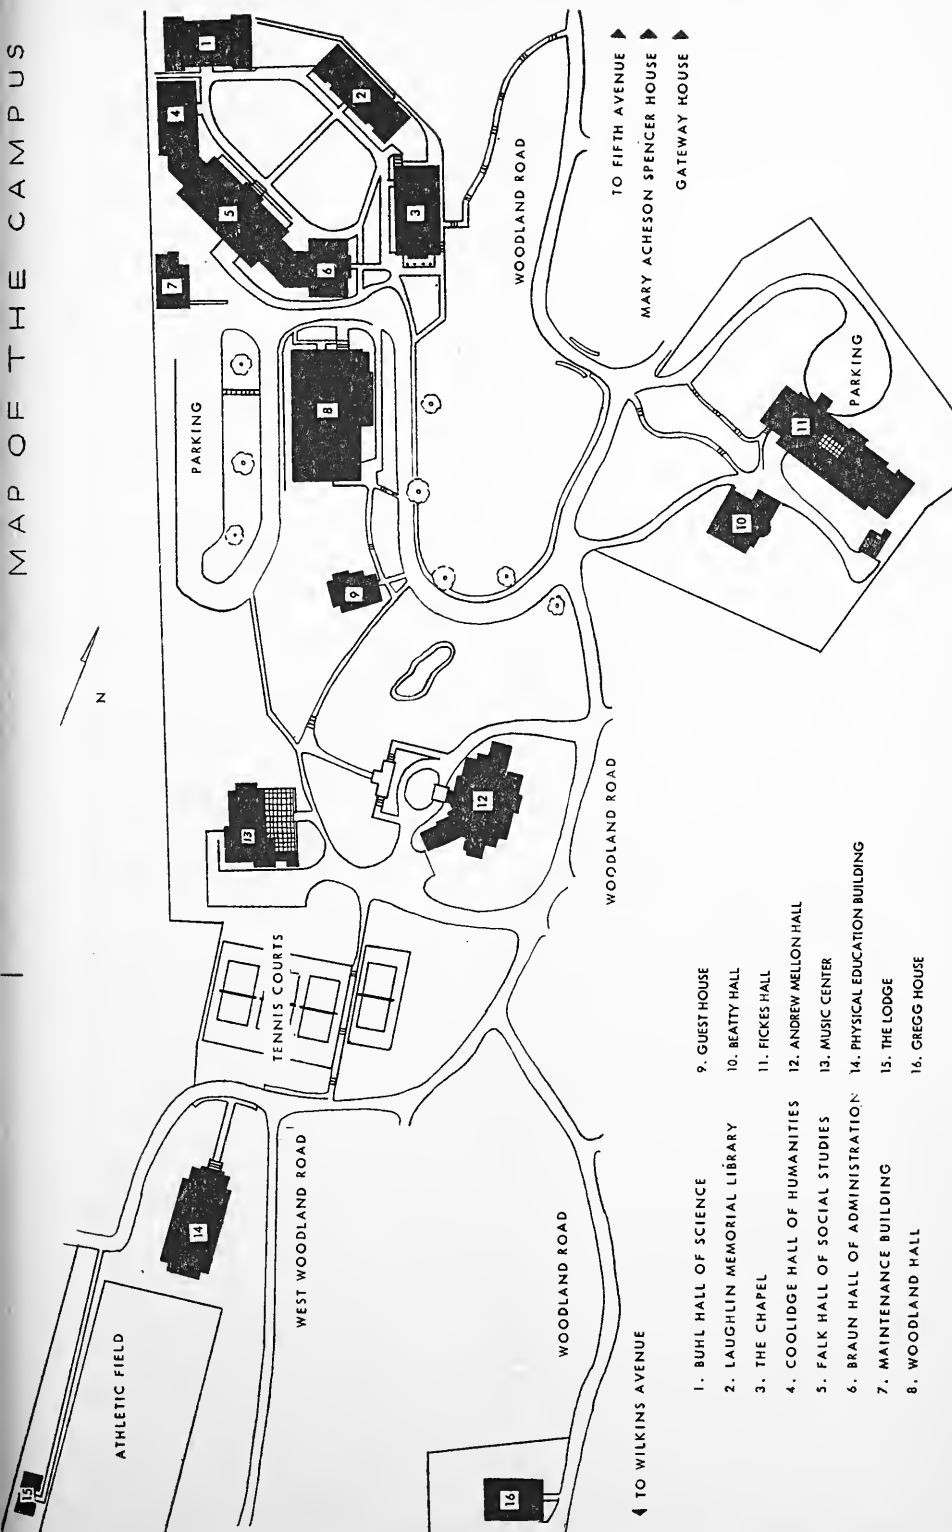 MAP OF THE CAMPUS
N
1
2
3
4
5
6
7
8
9
10
11
12
13
14
15
16
PARKING
PARKING
WOODLAND ROAD
WOODLAND ROAD
WOODLAND ROAD
WEST WOODLAND ROAD
TENNIS COURTS
ATHLETIC FIELD
TO FIFTH AVENUE
MARY ACHESON SPENCER HOUSE
GATEWAY HOUSE
TO WILKINS AVENUE
1. BUHL HALL OF SCIENCE
2. LAUGHLIN MEMORIAL LIBRARY
3. THE CHAPEL
4. COOLIDGE HALL OF HUMANITIES
5. FALK HALL OF SOCIAL STUDIES
6. BRAUN HALL OF ADMINISTRATION
7. MAINTENANCE BUILDING
8. WOODLAND HALL
9. GUEST HOUSE
10. BEATTY HALL
11. FICKES HALL
12. ANDREW MELLON HALL
13. MUSIC CENTER
14. PHYSICAL EDUCATION BUILDING
15. THE LODGE
16. GREGG HOUSE